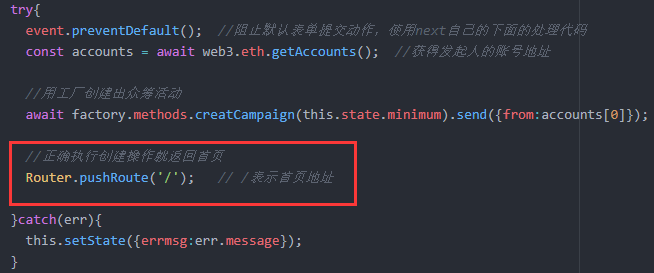 try{
event.preventDefault();  //阻止默认表单提交动作，使用next自己的下面的处理代码
const accounts = await web3.eth.getAccounts();  //获得发起人的账号地址
//用工厂创建出众筹活动
await factory.methods.creatCampaign(this.state.minimum).send({from:accounts[0]});
//正确执行创建操作就返回首页
Router.pushRoute('/');   // /表示首页地址
}catch(err){
this.setState({errmsg:err.message});
}